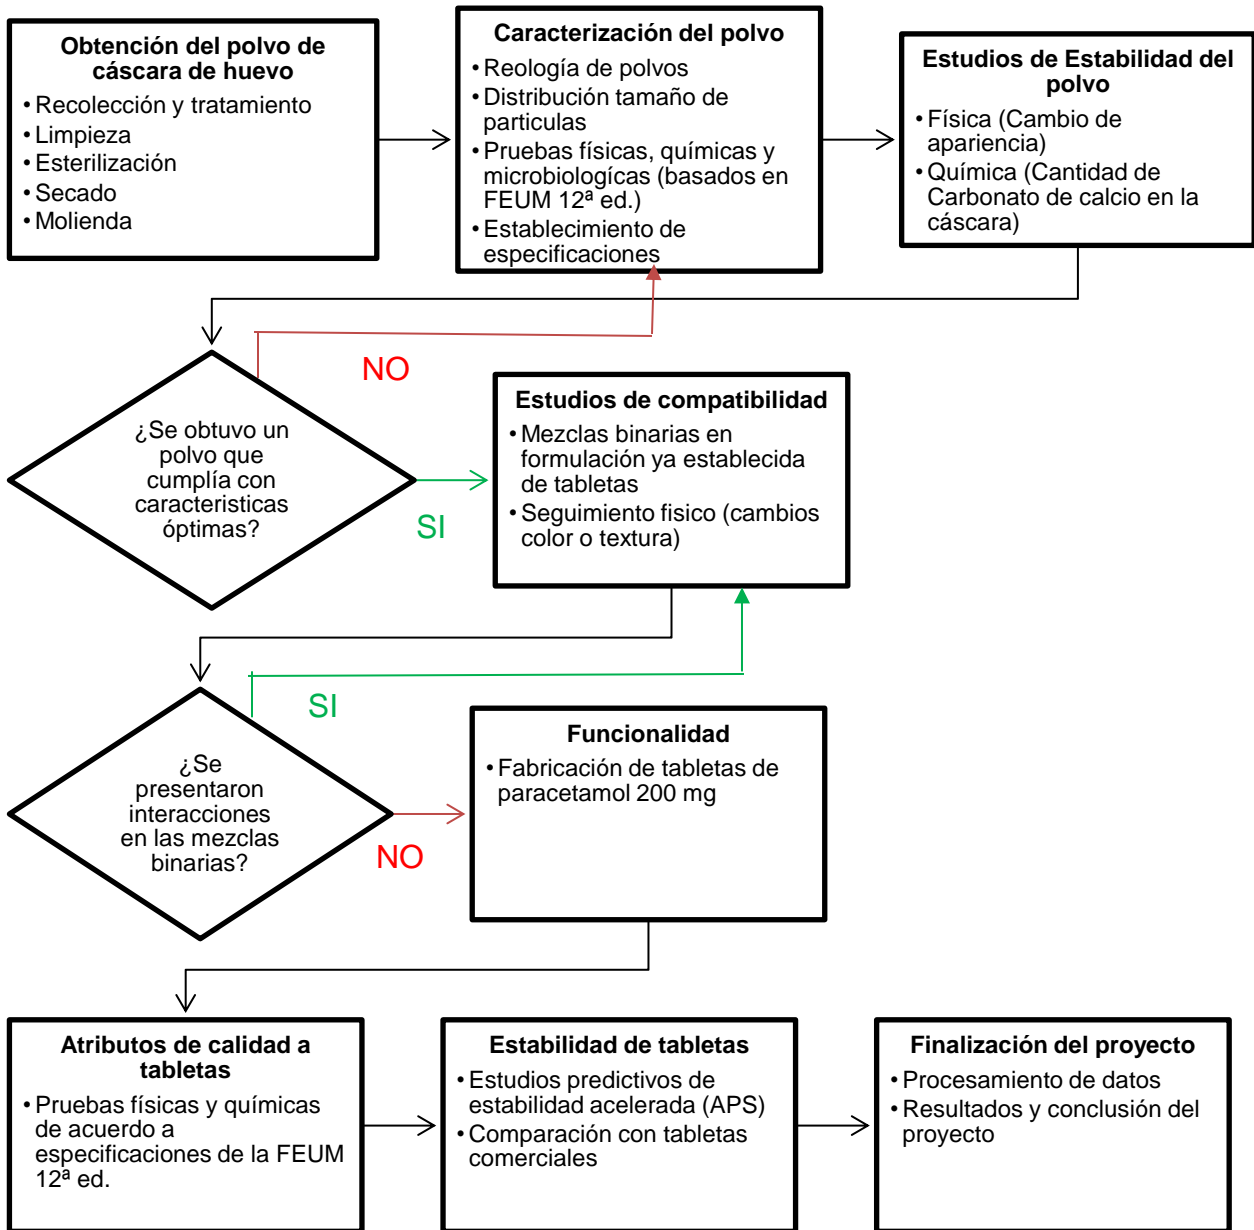 Obtención del polvo de
cáscara de huevo
• Recolección y tratamiento
• Limpieza
• Esterilización
• Secado
• Molienda
Caracterización del polvo
• Reología de polvos
• Distribución tamaño de
particulas
• Pruebas físicas, químicas y
microbiologícas (basados en
FEUM 12ª ed.)
• Establecimiento de
especificaciones
Estudios de Estabilidad del
polvo
• Física (Cambio de
apariencia)
• Química (Cantidad de
Carbonato de calcio en la
cáscara)
¿Se obtuvo un
polvo que
cumplía con
caracteristicas
óptimas?
NO
SI
Estudios de compatibilidad
• Mezclas binarias en
formulación ya establecida
de tabletas
• Seguimiento fisico (cambios
color o textura)
¿Se
presentaron
interacciones
en las mezclas
binarias?
SI
NO
Funcionalidad
• Fabricación de tabletas de
paracetamol 200 mg
Atributos de calidad a
tabletas
• Pruebas físicas y químicas
de acuerdo a
especificaciones de la FEUM
12ª ed.
Estabilidad de tabletas
• Estudios predictivos de
estabilidad acelerada (APS)
• Comparación con tabletas
comerciales
Finalización del proyecto
• Procesamiento de datos
• Resultados y conclusión del
proyecto